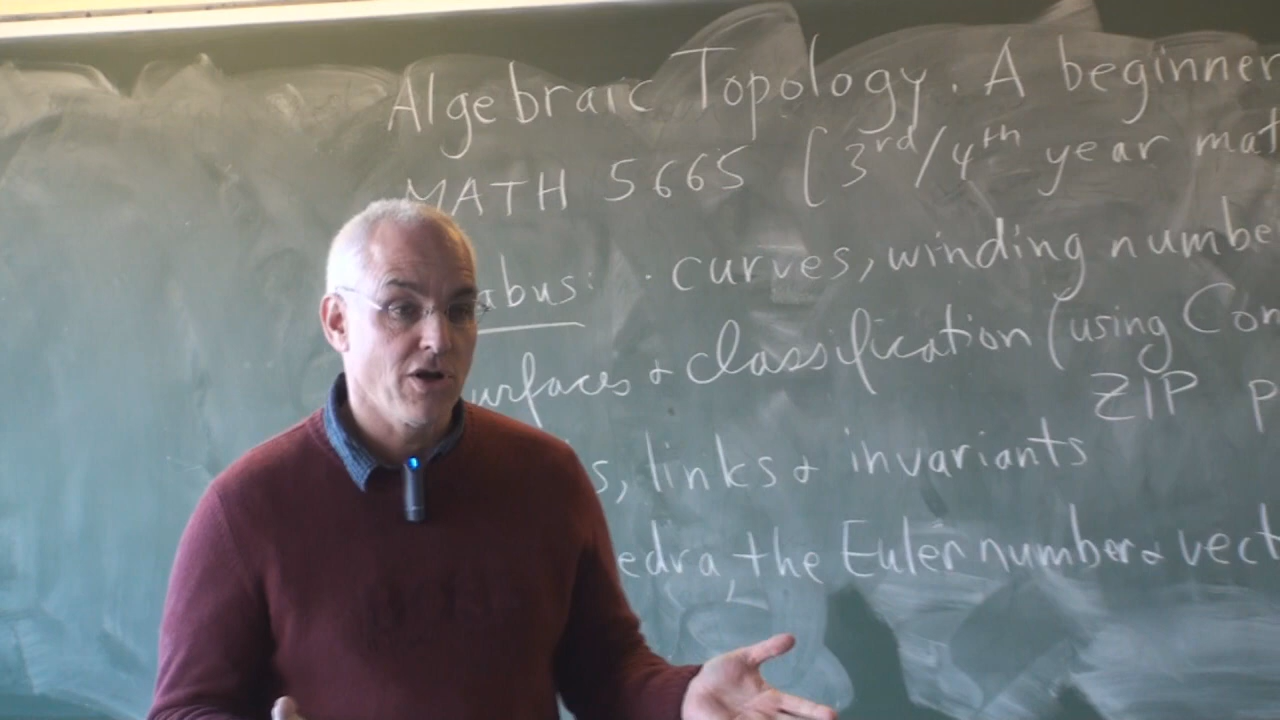 Algebraic Topology. A beginner
MATH 5665 (3rd/4th year mat
abus: · curves, winding numbe
urfaces & classification (using Con
ZIP p
s, links & invariants
edra, the Euler number & vect